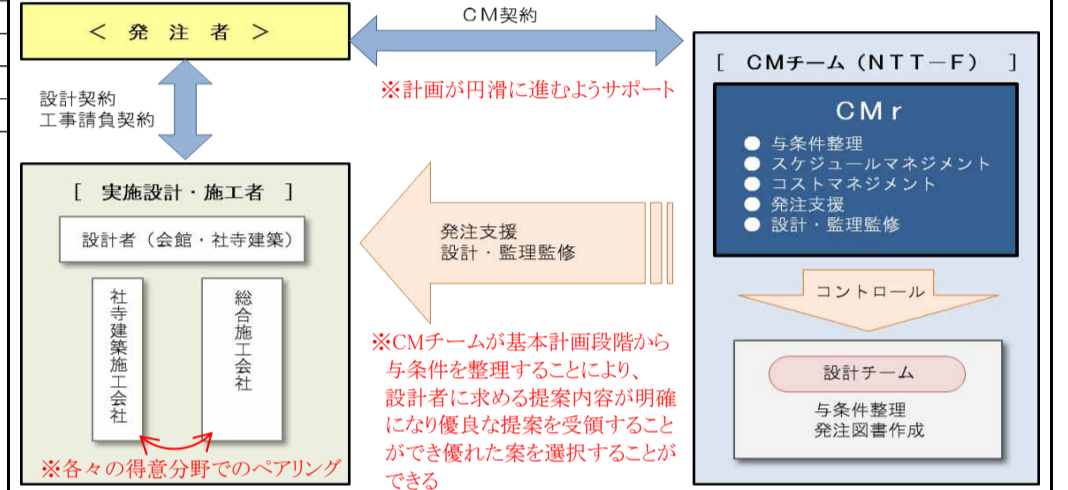 ＜ 発 注 者 ＞
ＣＭ契約
※計画が円滑に進むようサポート
設計契約
工事請負契約
［ 実施設計・施工者 ］
設計者（会館・社寺建築）
社寺建築施工会社
総合施工会社
※各々の得意分野でのペアリング
発注支援
設計・監理監修
※CMチームが基本計画段階から
与条件を整理することにより、
設計者に求める提案内容が明確
になり優良な提案を受領すること
ができ優れた案を選択することが
できる
［ ＣＭチーム（ＮＴＴ－Ｆ） ］
ＣＭｒ
● 与条件整理
● スケジュールマネジメント
● コストマネジメント
● 発注支援
● 設計・監理監修
コントロール
設計チーム
与条件整理
発注図書作成